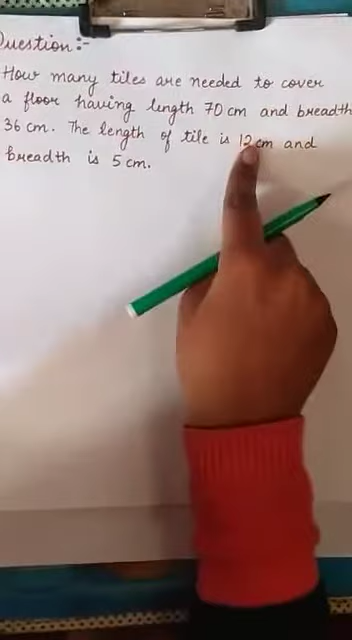 Question:-
How many tiles are needed to cover
a floor having length 70 cm and breadth
36 cm. The length of tile is 12 cm and
breadth is 5 cm.